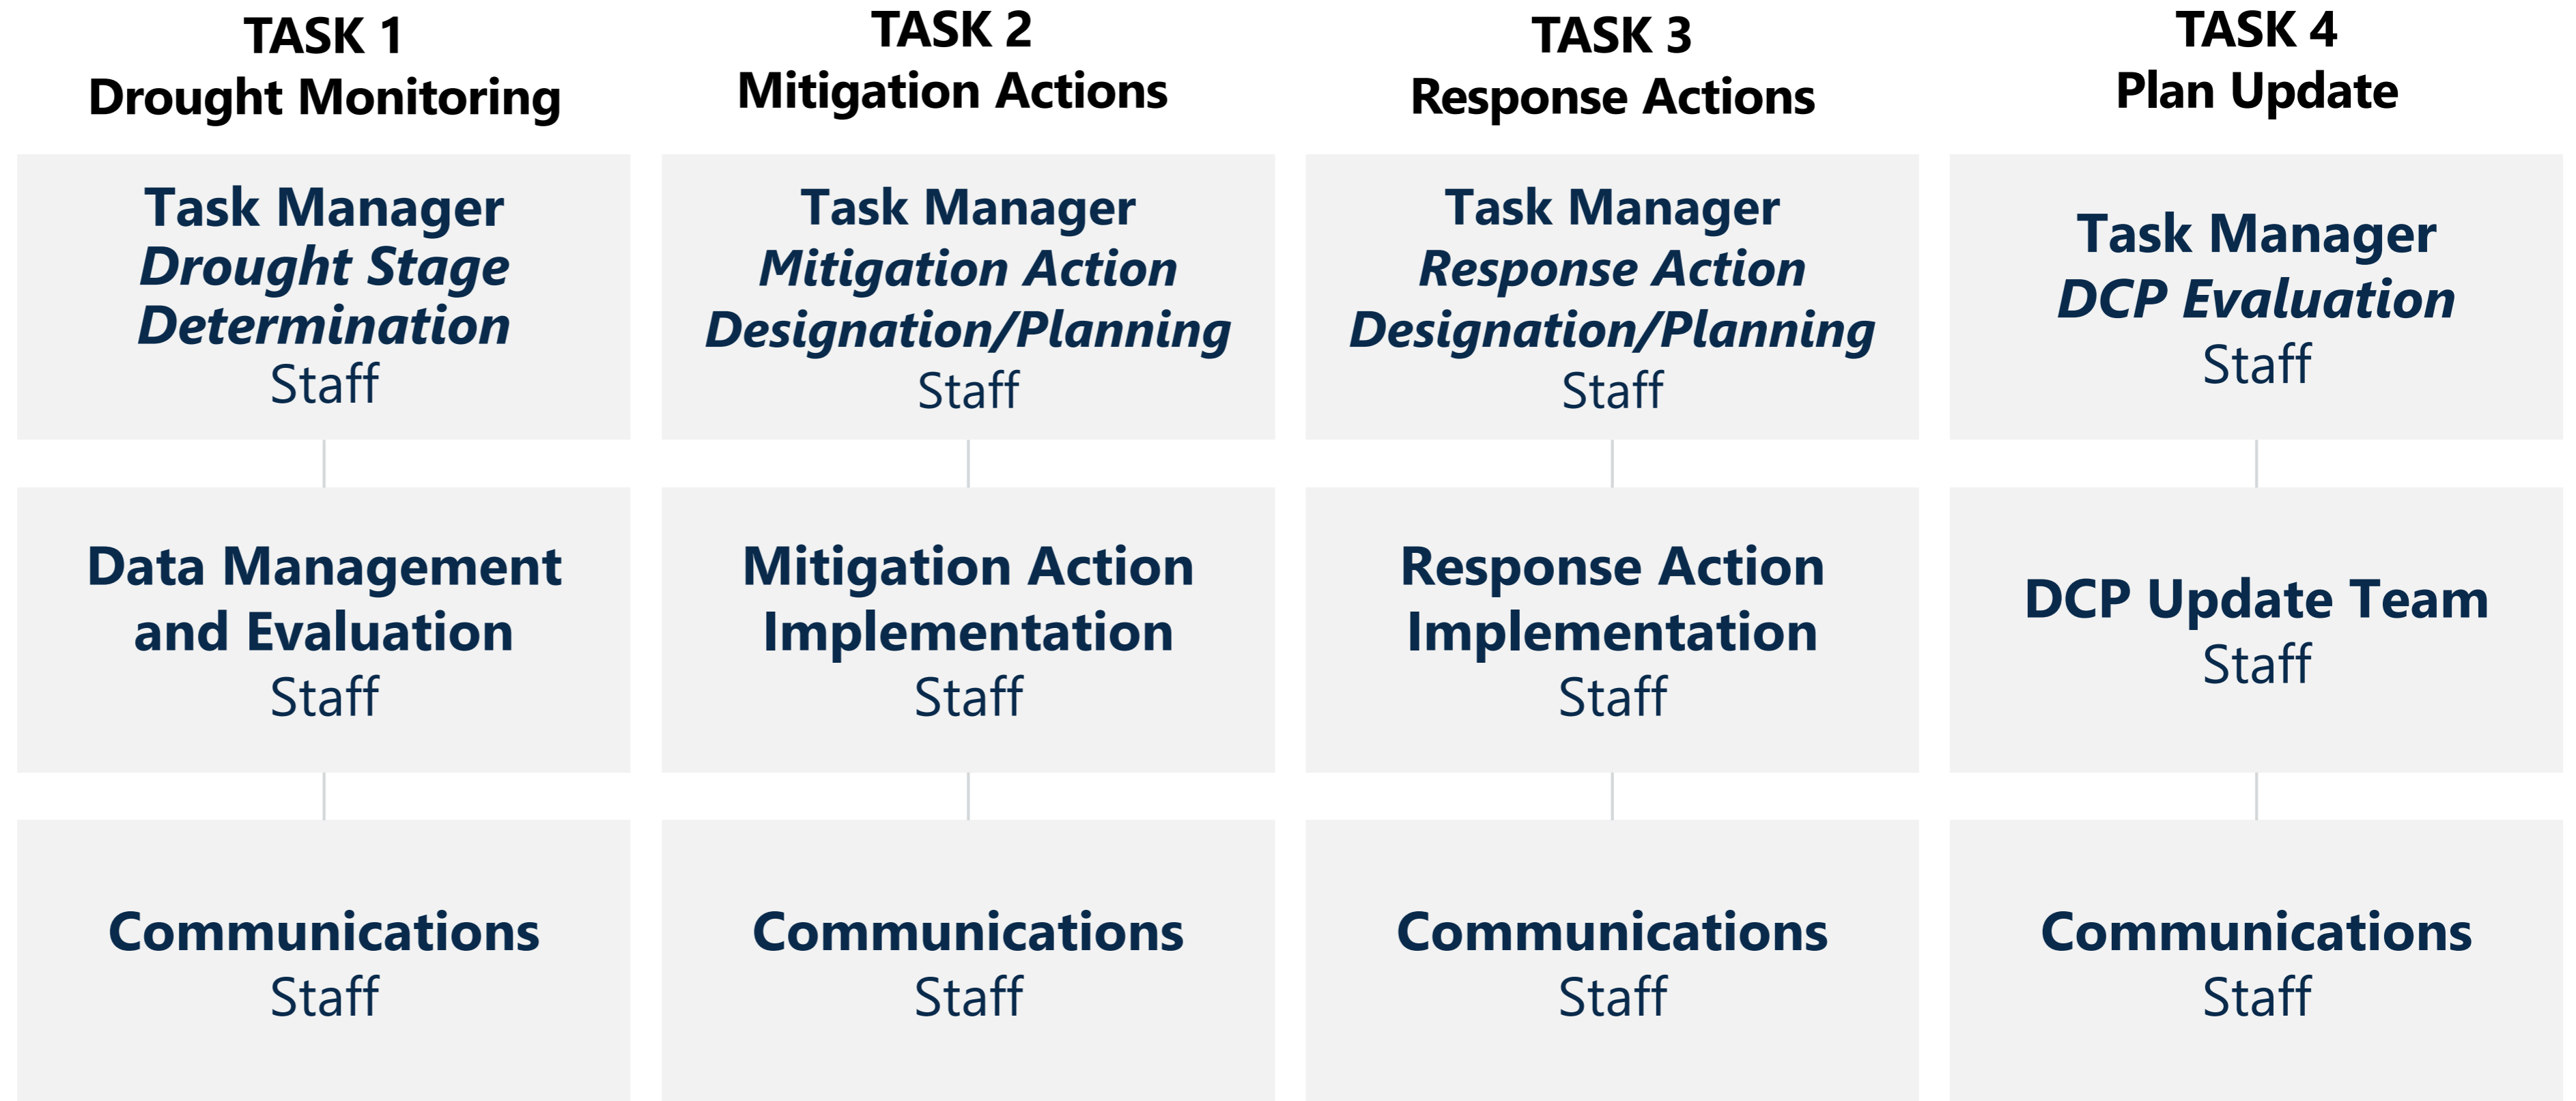 TASK 1
Drought Monitoring
TASK 2
Mitigation Actions
TASK 3
Response Actions
TASK 4
Plan Update
Task Manager
Drought Stage
Determination
Staff
Task Manager
Mitigation Action
Designation/Planning
Staff
Task Manager
Response Action
Designation/Planning
Staff
Task Manager
DCP Evaluation
Staff
Data Management
and Evaluation
Staff
Mitigation Action
Implementation
Staff
Response Action
Implementation
Staff
DCP Update Team
Staff
Communications
Staff
Communications
Staff
Communications
Staff
Communications
Staff